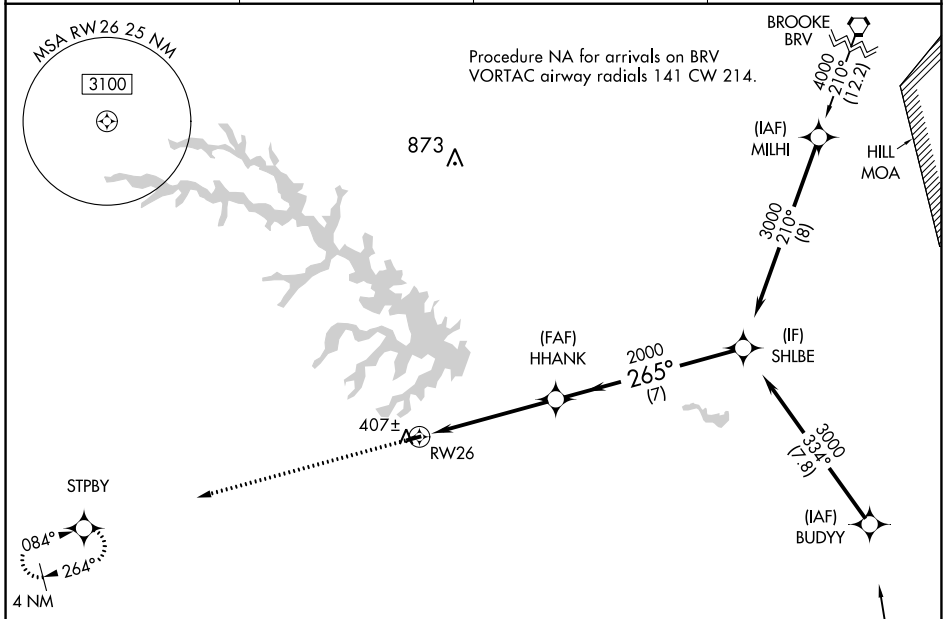 MSA RW26 25 NM
3100
Procedure NA for arrivals on BRV
VORTAC airway radials 141 CW 214.
BROOKE
BRV
4000
210°
(12.2)
873
(IAF)
MILHI
HILL
MOA
3000
210°
(8)
(FAF)
HHANK
2000
265°
(7)
(IF)
SHLBE
407±
RW26
3000
334°
(7.8)
STPBY
084°
264°
4 NM
(IAF)
BUDYY